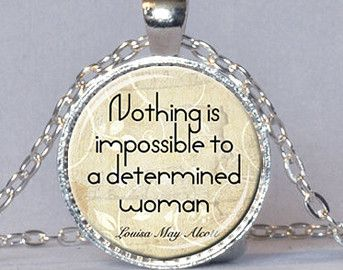 Nothing is
impossible to
a determined
woman
Louisa May Alcott